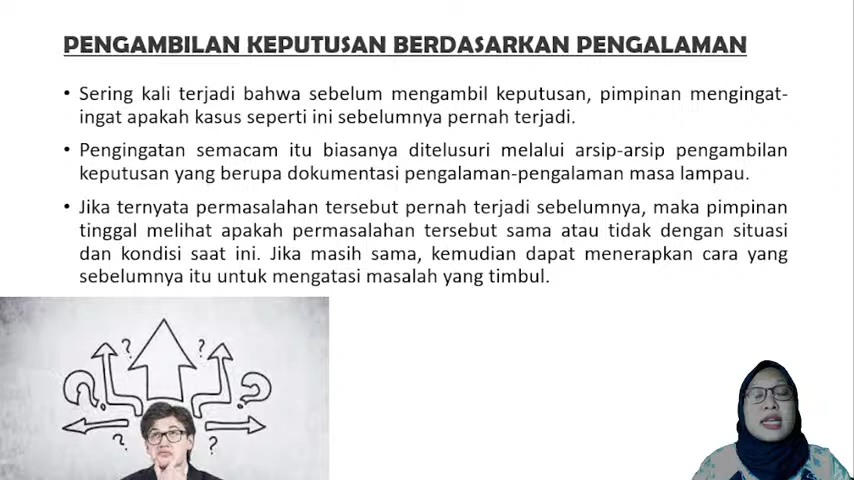 PENGAMBILAN KEPUTUSAN BERDASARKAN PENGALAMAN
• Sering kali terjadi bahwa sebelum mengambil keputusan, pimpinan mengingat-
ingat apakah kasus seperti ini sebelumnya pernah terjadi.
• Pengingatan semacam itu biasanya ditelusuri melalui arsip-arsip pengambilan
keputusan yang berupa dokumentasi pengalaman-pengalaman masa lampau.
• Jika ternyata permasalahan tersebut pernah terjadi sebelumnya, maka pimpinan
tinggal melihat apakah permasalahan tersebut sama atau tidak dengan situasi
dan kondisi saat ini. Jika masih sama, kemudian dapat menerapkan cara yang
sebelumnya itu untuk mengatasi masalah yang timbul.
? ?
? ?
? ?